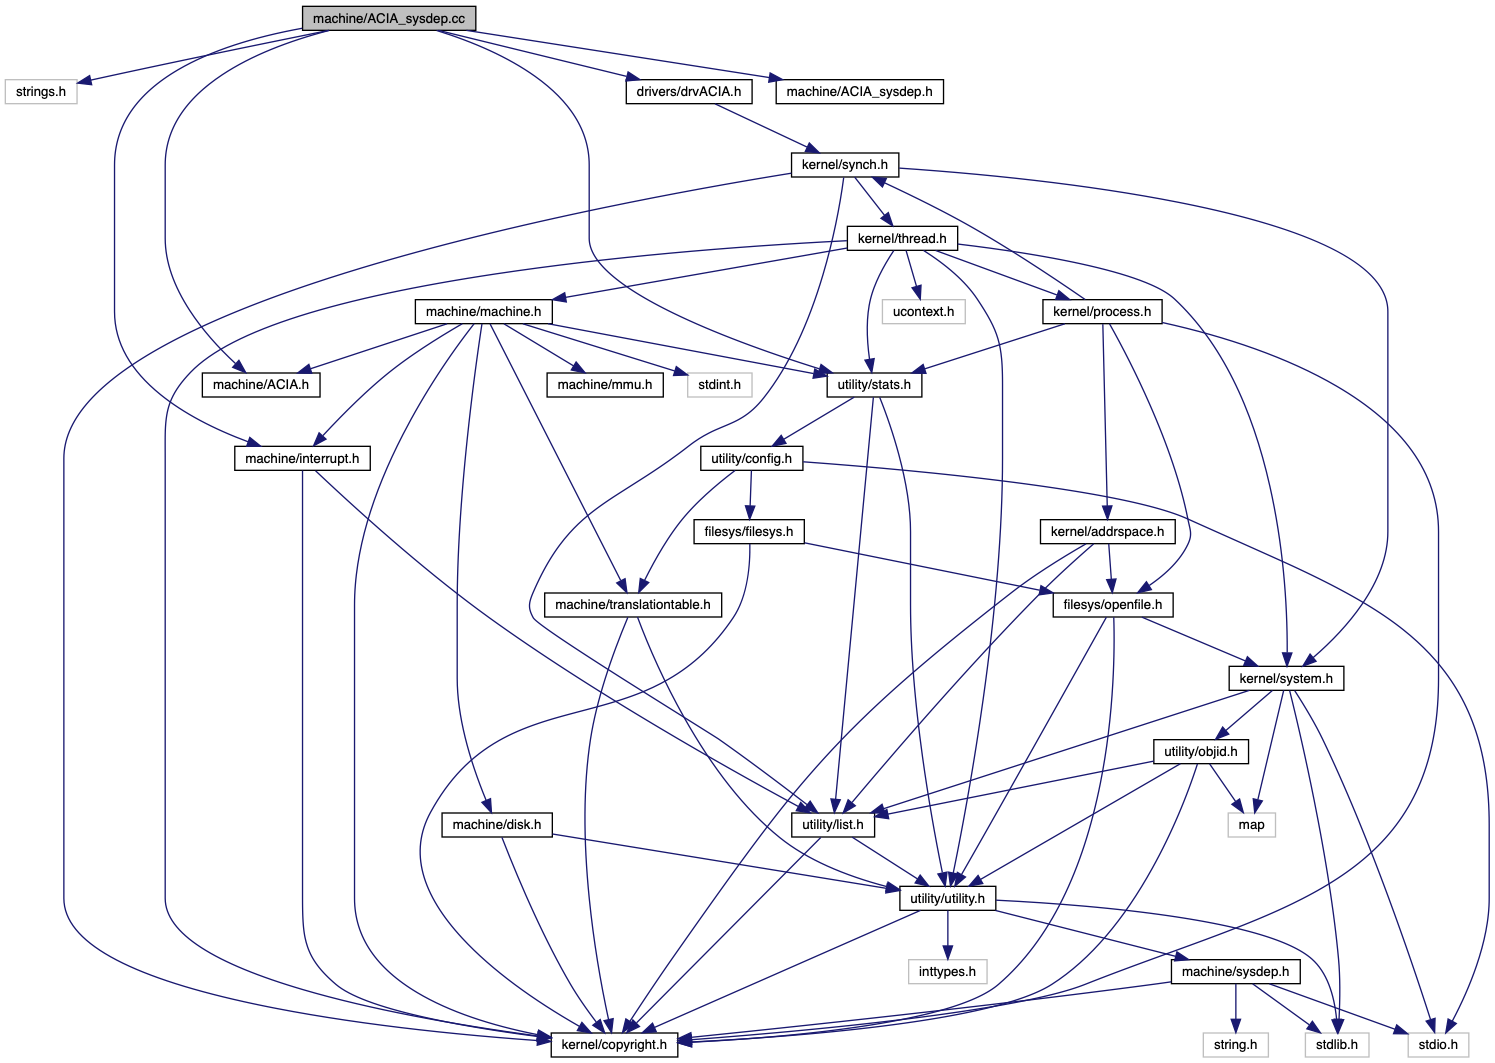 machine/ACIA_sysdep.cc
strings.h
drivers/drvACIA.h
machine/ACIA_sysdep.h
kernel/synch.h
kernel/thread.h
machine/machine.h
ucontext.h
kernel/process.h
machine/ACIA.h
machine/mmu.h
stdint.h
utility/stats.h
machine/interrupt.h
utility/config.h
filesys/filesys.h
kernel/addrspace.h
machine/translationtable.h
filesys/openfile.h
kernel/system.h
utility/objid.h
machine/disk.h
utility/list.h
map
utility/utility.h
inttypes.h
machine/sysdep.h
kernel/copyright.h
string.h
stdlib.h
stdio.h